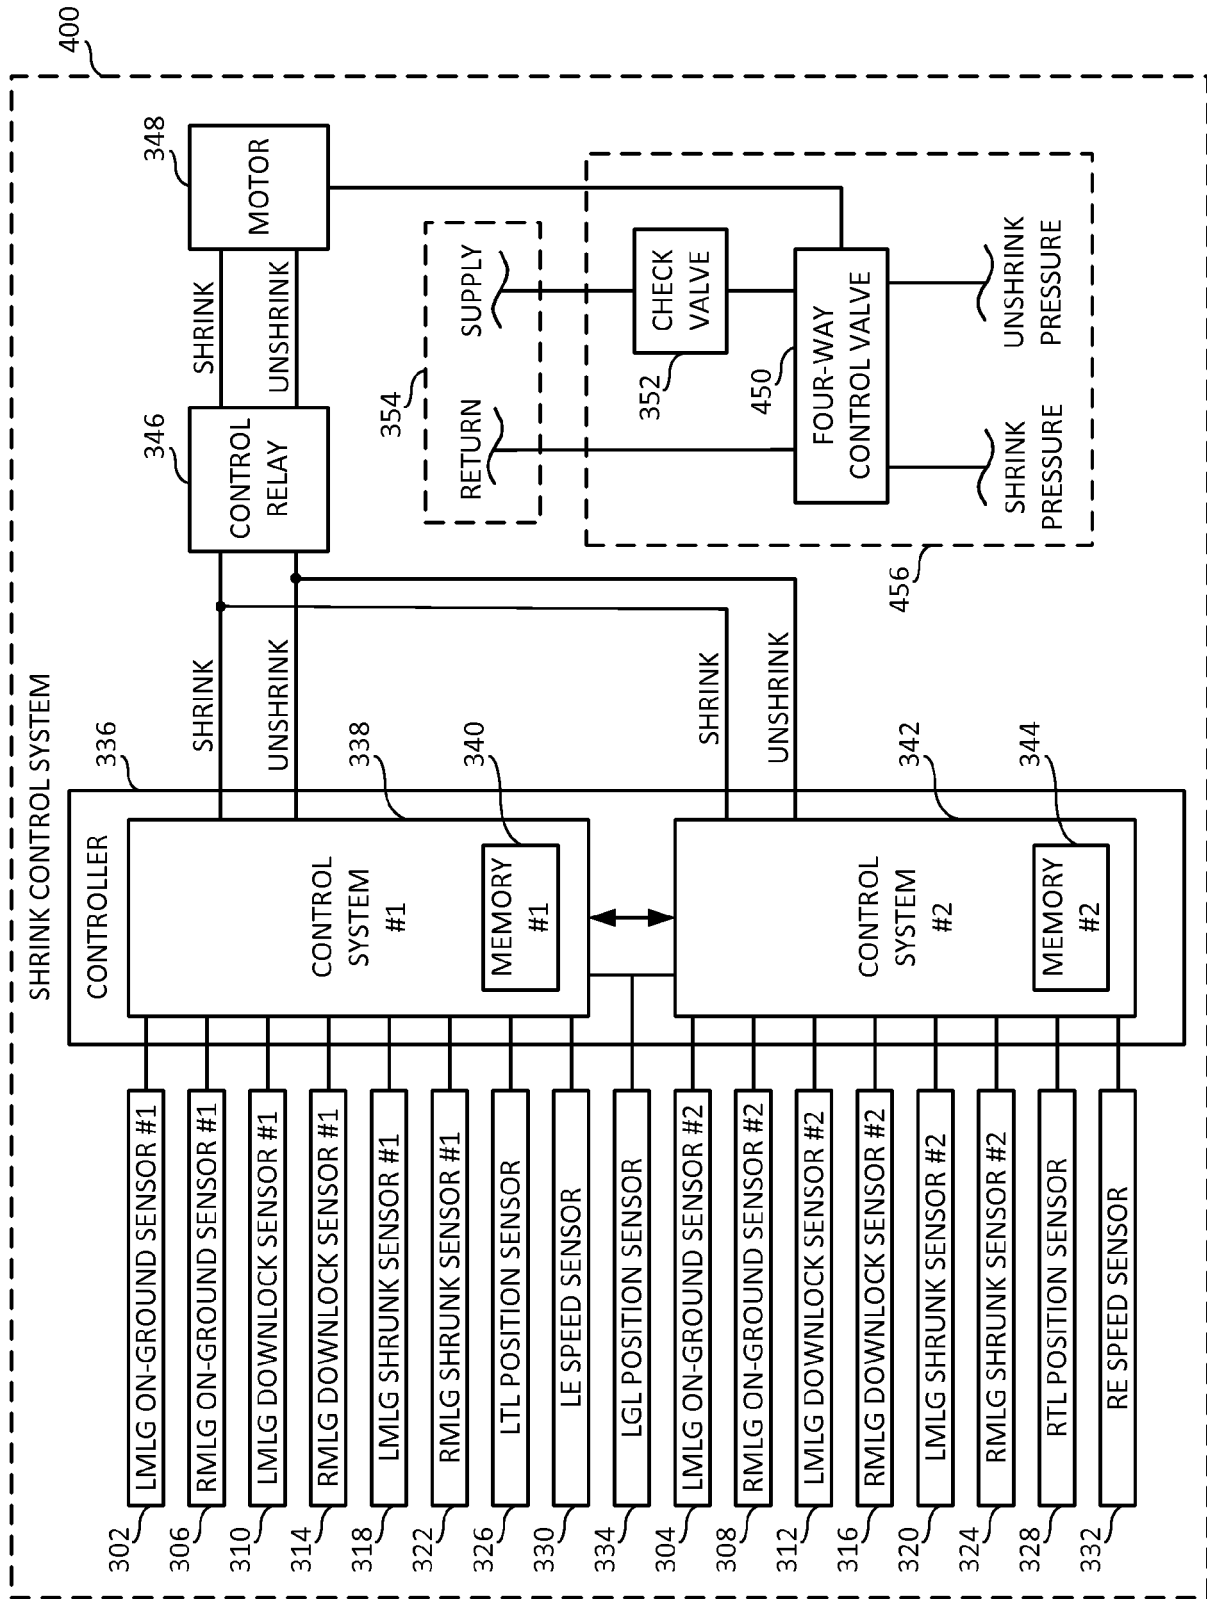 400
SHRINK CONTROL SYSTEM
336
CONTROLLER
CONTROL
SYSTEM
#1
338
MEMORY
#1
340
CONTROL
SYSTEM
#2
342
MEMORY
#2
344
302
LMLG ON-GROUND SENSOR #1
306
RMLG ON-GROUND SENSOR #1
310
LMLG DOWNLOCK SENSOR #1
314
RMLG DOWNLOCK SENSOR #1
318
LMLG SHRUNK SENSOR #1
322
RMLG SHRUNK SENSOR #1
326
LTL POSITION SENSOR
330
LE SPEED SENSOR
334
LGL POSITION SENSOR
304
LMLG ON-GROUND SENSOR #2
308
RMLG ON-GROUND SENSOR #2
312
LMLG DOWNLOCK SENSOR #2
316
RMLG DOWNLOCK SENSOR #2
320
LMLG SHRUNK SENSOR #2
324
RMLG SHRUNK SENSOR #2
328
RTL POSITION SENSOR
332
RE SPEED SENSOR
SHRINK
UNSHRINK
SHRINK
UNSHRINK
346
CONTROL
RELAY
SHRINK
UNSHRINK
348
MOTOR
354
RETURN
SUPPLY
352
CHECK
VALVE
450
FOUR-WAY
CONTROL VALVE
456
SHRINK
PRESSURE
UNSHRINK
PRESSURE